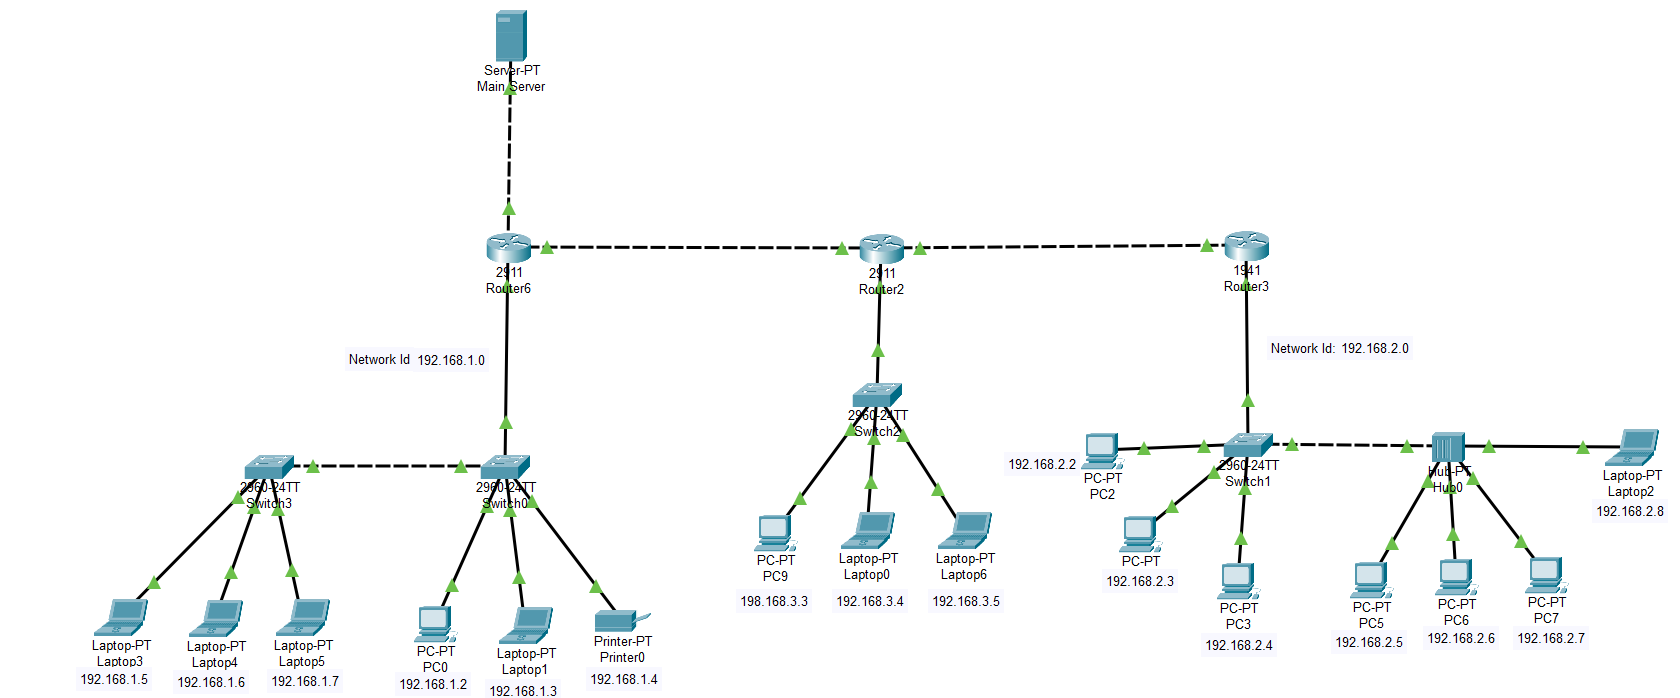 Server-PT
Main Server
2911
Router6
2911
Router2
1941
Router3
Network Id 192.168.1.0
Network Id: 192.168.2.0
2960-24TT
Switch3
2960-24TT
Switch0
2960-24TT
Switch2
2960-24TT
Switch1
Hub-PT
Hub0
192.168.2.2
PC-PT
PC2
Laptop-PT
Laptop2
192.168.2.8
PC-PT
PC9
198.168.3.3
Laptop-PT
Laptop0
192.168.3.4
Laptop-PT
Laptop6
192.168.3.5
PC-PT
192.168.2.3
PC-PT
PC3
192.168.2.4
PC-PT
PC5
192.168.2.5
PC-PT
PC6
192.168.2.6
PC-PT
PC7
192.168.2.7
Laptop-PT
Laptop3
192.168.1.5
Laptop-PT
Laptop4
192.168.1.6
Laptop-PT
Laptop5
192.168.1.7
PC-PT
PC0
192.168.1.2
Laptop-PT
Laptop1
192.168.1.3
Printer-PT
Printer0
192.168.1.4